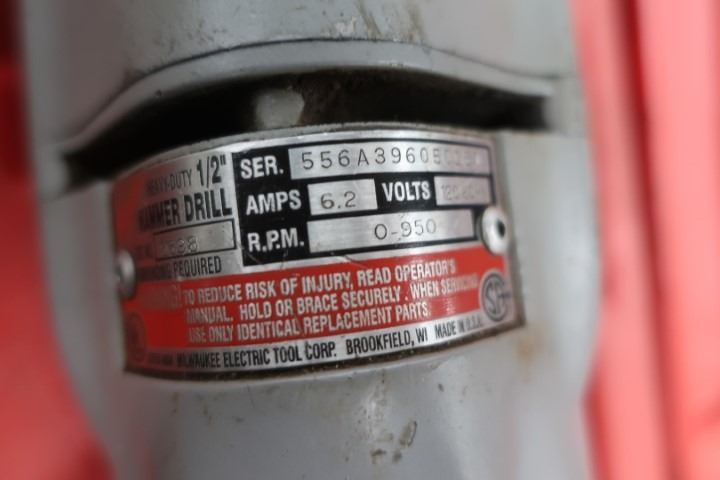 HEAVY-DUTY 1/2"
HAMMER DRILL
SER. 556A3960
AMPS 6.2 VOLTS
R.P.M. 0-950
REQUIRED
TO REDUCE RISK OF INJURY, READ OPERATOR'S
MANUAL. HOLD OR BRACE SECURELY. WHEN SERVICING
USE ONLY IDENTICAL REPLACEMENT PARTS.
MILWAUKEE ELECTRIC TOOL CORP. BROOKFIELD, WI MADE IN U.S.A.